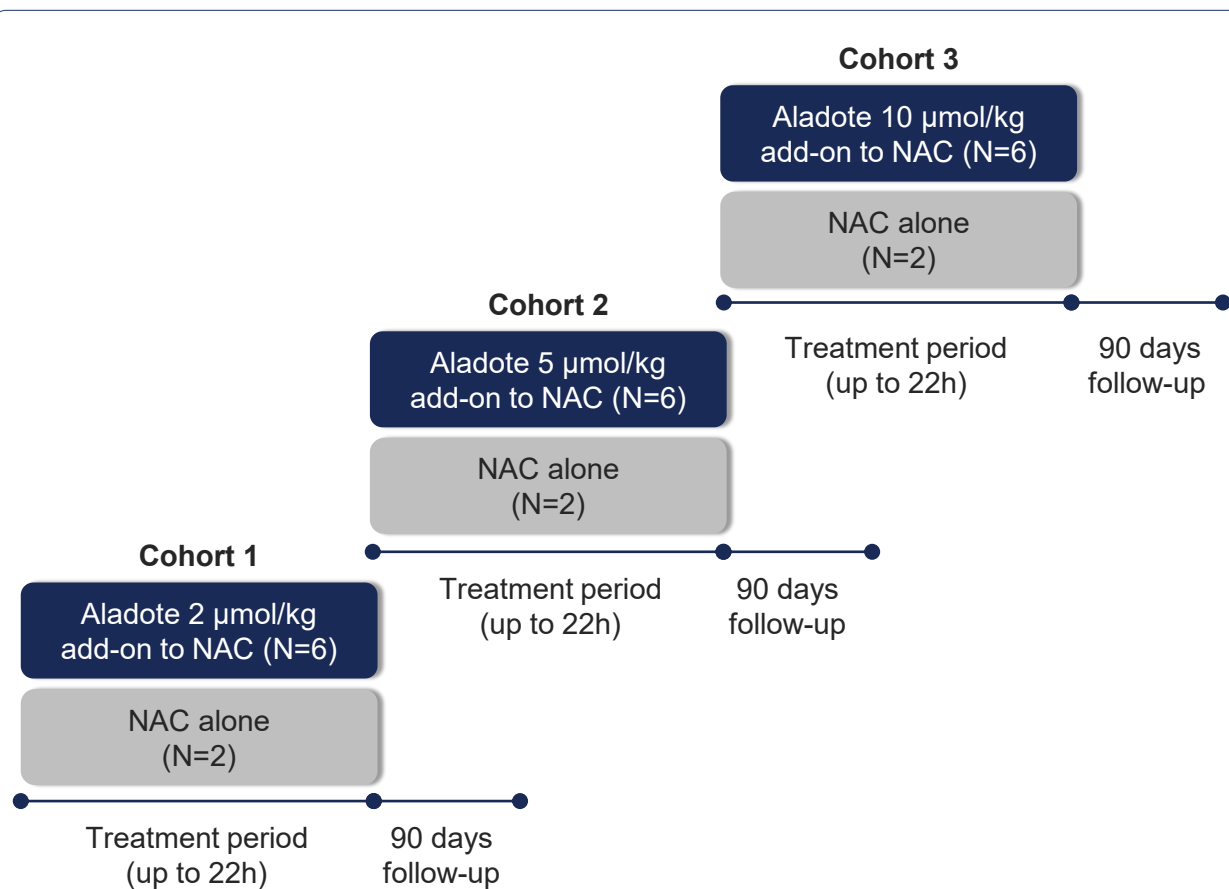 Cohort 3
Aladote 10 µmol/kg
add-on to NAC (N=6)
NAC alone
(N=2)
Treatment period
(up to 22h)
90 days
follow-up
Cohort 2
Aladote 5 µmol/kg
add-on to NAC (N=6)
NAC alone
(N=2)
Treatment period
(up to 22h)
90 days
follow-up
Cohort 1
Aladote 2 µmol/kg
add-on to NAC (N=6)
NAC alone
(N=2)
Treatment period
(up to 22h)
90 days
follow-up